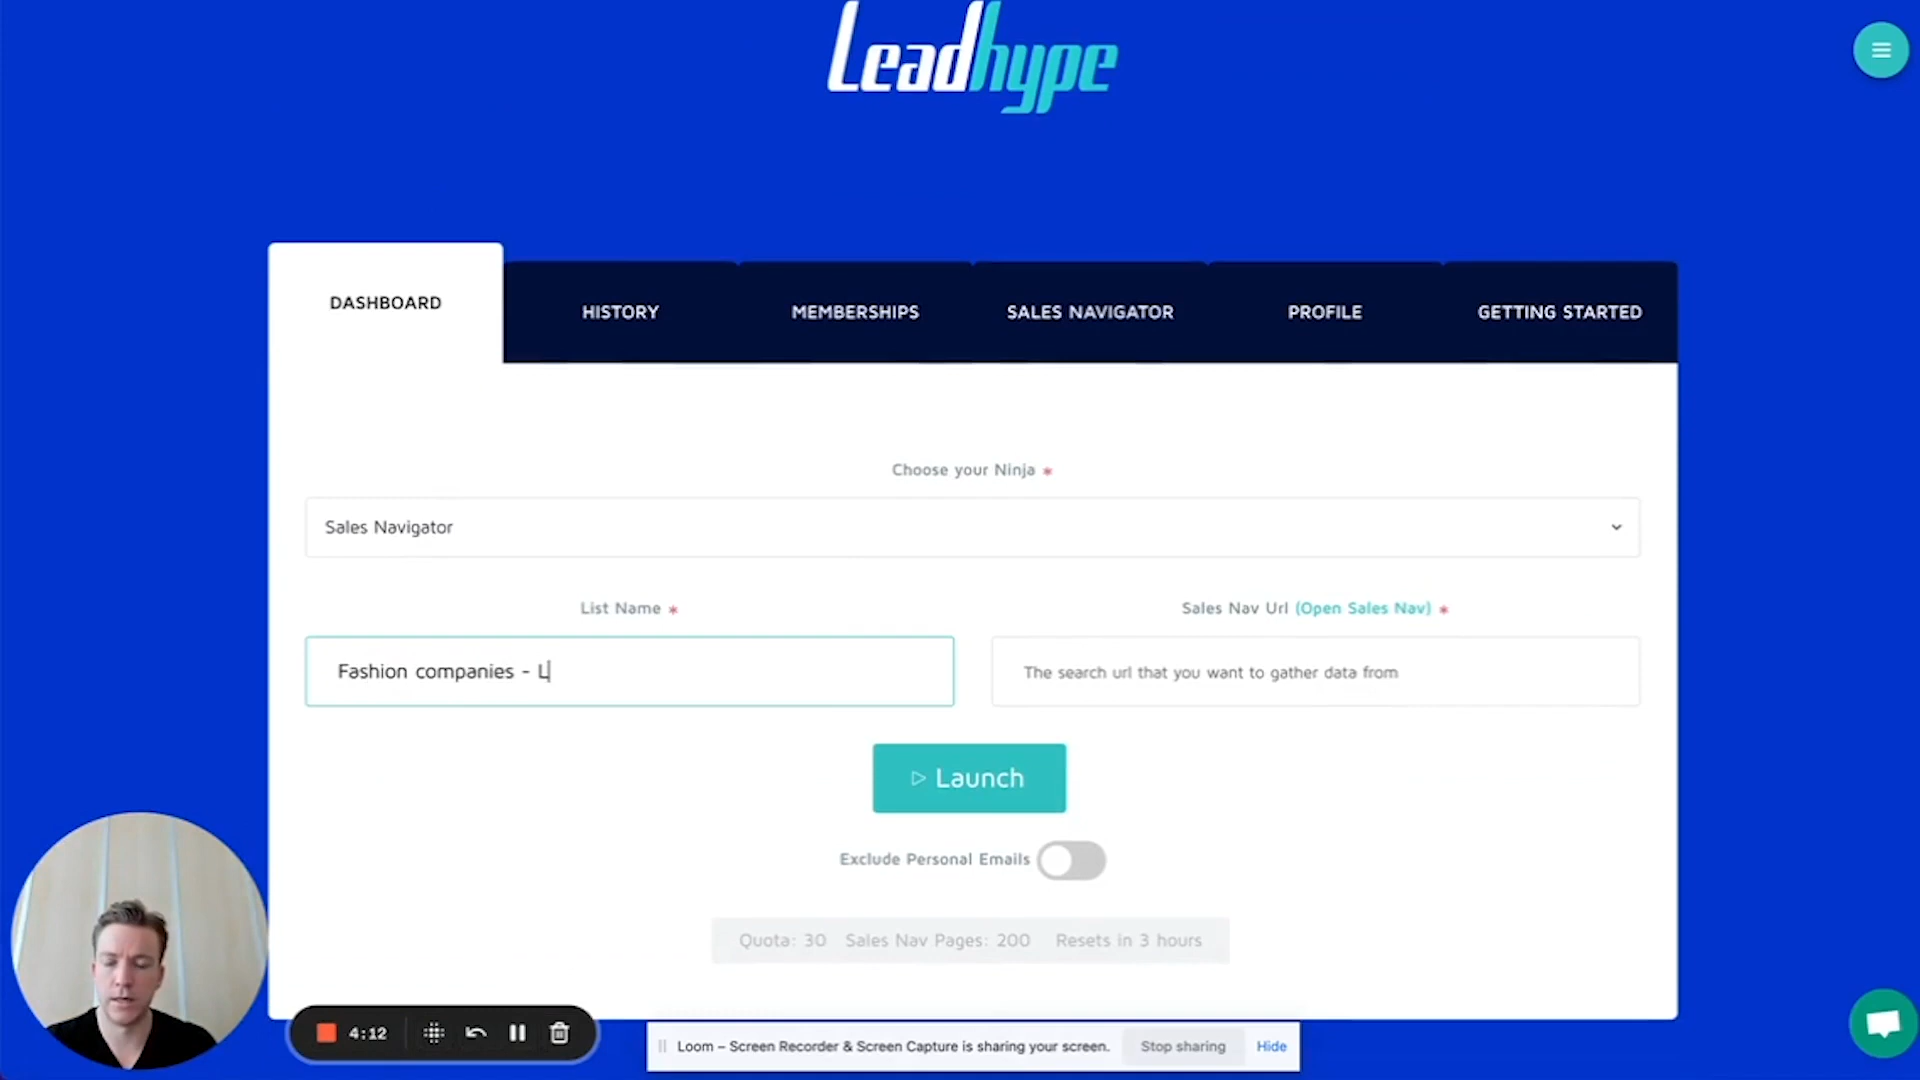 Leadhype
DASHBOARD
HISTORY
MEMBERSHIPS
SALES NAVIGATOR
PROFILE
GETTING STARTED
Choose your Ninja *
Sales Navigator
List Name *
Sales Nav Url (Open Sales Nav) *
Fashion companies - L
The search url that you want to gather data from
Launch
Exclude Personal Emails
Quota: 30 Sales Nav Pages: 200 Resets in 3 hours
4:12
Loom – Screen Recorder & Screen Capture is sharing your screen.
Stop sharing
Hide